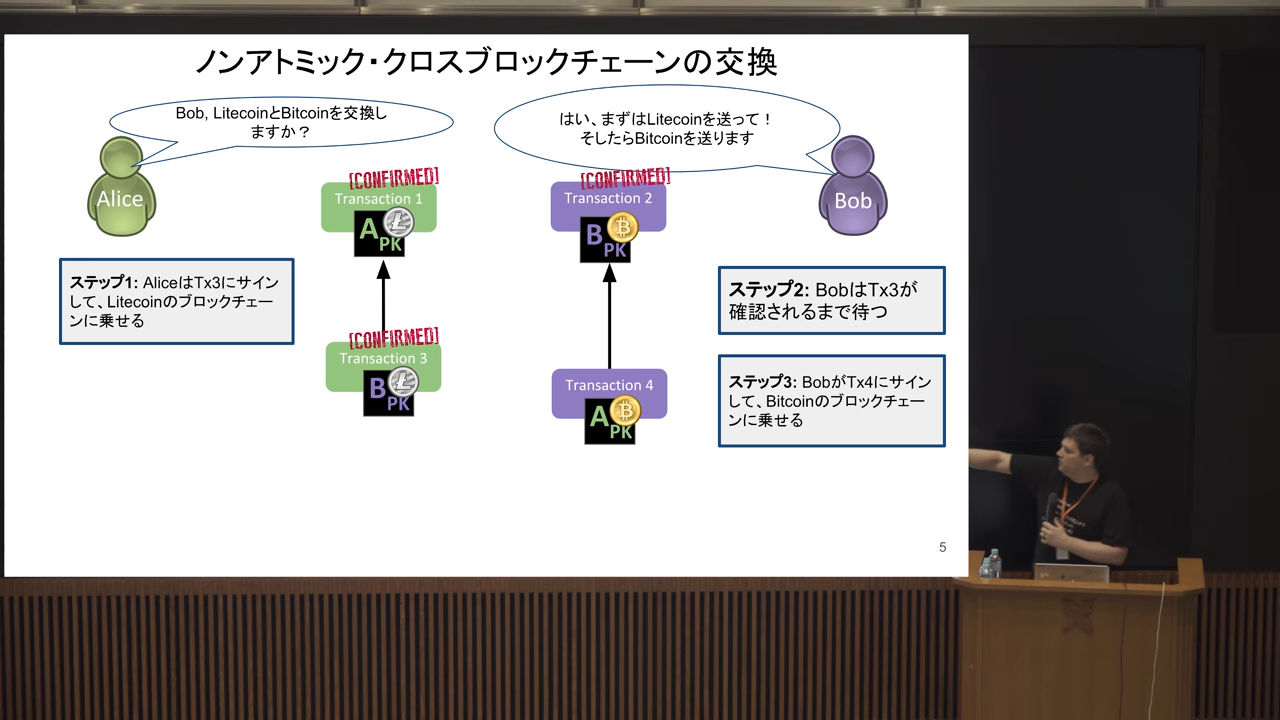 ノンアトミック・クロスブロックチェーンの交換
Bob, LitecoinとBitcoinを交換し
ますか？
はい、まずはLitecoinを送って！
そしたらBitcoinを送ります
Alice
Bob
[CONFIRMED]
Transaction 1
A
PK
[CONFIRMED]
Transaction 2
B
PK
ステップ1: AliceはTx3にサイン
して、Litecoinのブロックチェー
ンに乗せる
ステップ2: BobはTx3が
確認されるまで待つ
[CONFIRMED]
Transaction 3
B
PK
Transaction 4
A
PK
ステップ3: BobがTx4にサイン
して、Bitcoinのブロックチェー
ンに乗せる
5